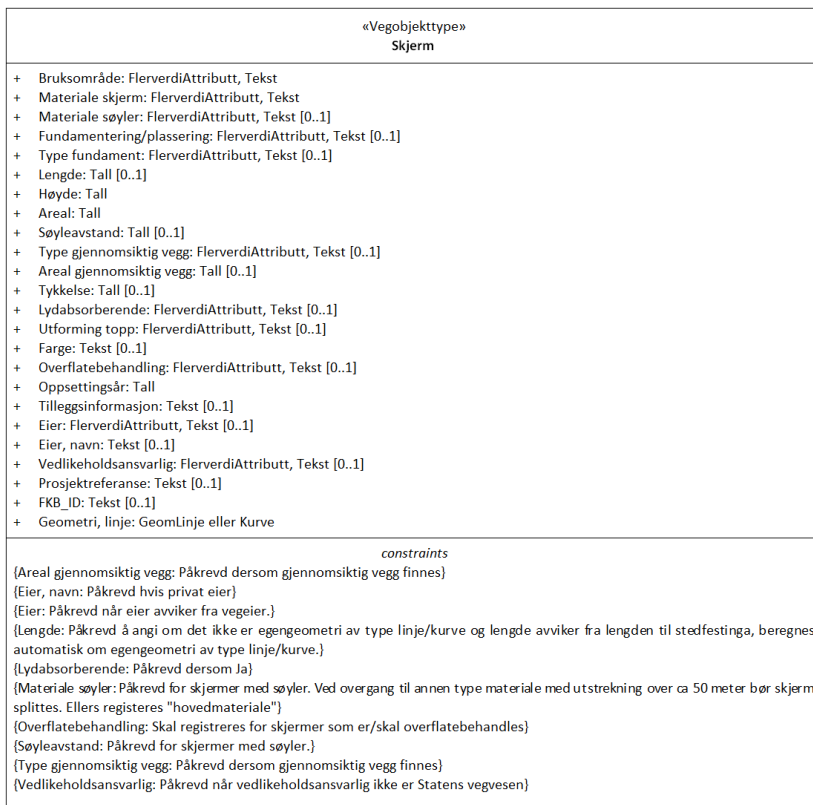 «Vegobjekttype»
Skjerm
+ Bruksområde: FlerverdiAttributt, Tekst
+ Materiale skjerm: FlerverdiAttributt, Tekst
+ Materiale søyler: FlerverdiAttributt, Tekst [0..1]
+ Fundamentering/plassering: FlerverdiAttributt, Tekst [0..1]
+ Type fundament: FlerverdiAttributt, Tekst [0..1]
+ Lengde: Tall [0..1]
+ Høyde: Tall
+ Areal: Tall
+ Søyleavstand: Tall [0..1]
+ Type gjennomsiktig vegg: FlerverdiAttributt, Tekst [0..1]
+ Areal gjennomsiktig vegg: Tall [0..1]
+ Tykkelse: Tall [0..1]
+ Lydabsorberende: FlerverdiAttributt, Tekst [0..1]
+ Utforming topp: FlerverdiAttributt, Tekst [0..1]
+ Farge: Tekst [0..1]
+ Overflatebehandling: FlerverdiAttributt, Tekst [0..1]
+ Oppsettingsår: Tall
+ Tilleggsinformasjon: Tekst [0..1]
+ Eier: FlerverdiAttributt, Tekst [0..1]
+ Eier, navn: Tekst [0..1]
+ Vedlikeholdsansvarlig: FlerverdiAttributt, Tekst [0..1]
+ Prosjektreferanse: Tekst [0..1]
+ FKB_ID: Tekst [0..1]
+ Geometri, linje: GeomLinje eller Kurve
constraints
{Areal gjennomsiktig vegg: Påkrevd dersom gjennomsiktig vegg finnes}
{Eier, navn: Påkrevd hvis privat eier}
{Eier: Påkrevd når eier avviker fra vegeier.}
{Lengde: Påkrevd å angi om det ikke er egengeometri av type linje/kurve og lengde avviker fra lengden til stedfestinga, beregnes
automatisk om egengeometri av type linje/kurve.}
{Lydabsorberende: Påkrevd dersom Ja}
{Materiale søyler: Påkrevd for skjermer med søyler. Ved overgang til annen type materiale med utstrekning over ca 50 meter bør skjerm
splittes. Ellers registeres "hovedmateriale"}
{Overflatebehandling: Skal registreres for skjermer som er/skal overflatebehandles}
{Søyleavstand: Påkrevd for skjermer med søyler.}
{Type gjennomsiktig vegg: Påkrevd dersom gjennomsiktig vegg finnes}
{Vedlikeholdsansvarlig: Påkrevd når vedlikeholdsansvarlig ikke er Statens vegvesen}